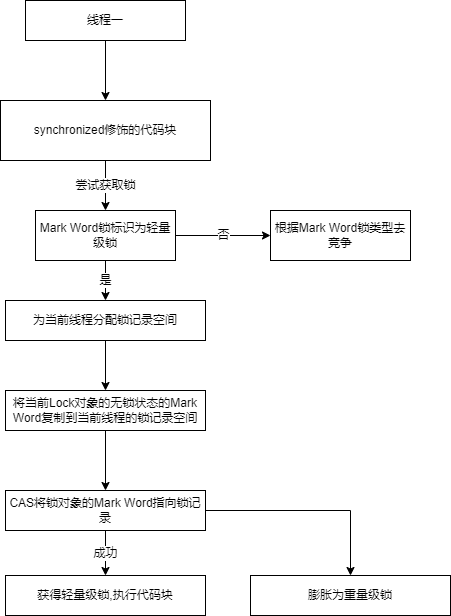 线程一
synchronized修饰的代码块
尝试获取锁
Mark Word锁标识为轻量
级锁
否
根据Mark Word锁类型去
竞争
是
为当前线程分配锁记录空间
将当前Lock对象的无锁状态的Mark
Word复制到当前线程的锁记录空间
CAS将锁对象的Mark Word指向锁记
录
成功
获得轻量级锁,执行代码块
膨胀为重量级锁